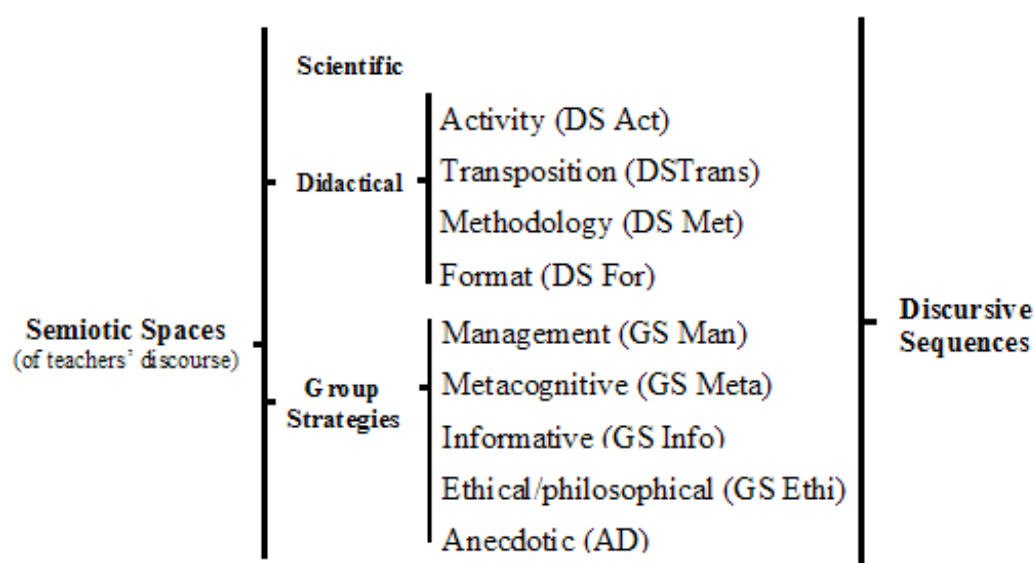 Scientific
Activity (DS Act)
Transposition (DSTrans)
Didactical
Methodology (DS Met)
Format (DS For)
Semiotic Spaces
(of teachers’ discourse)
Management (GS Man)
Metacognitive (GS Meta)
Group
Strategies
Informative (GS Info)
Ethical/philosophical (GS Ethi)
Anecdotic (AD)
Discursive
Sequences